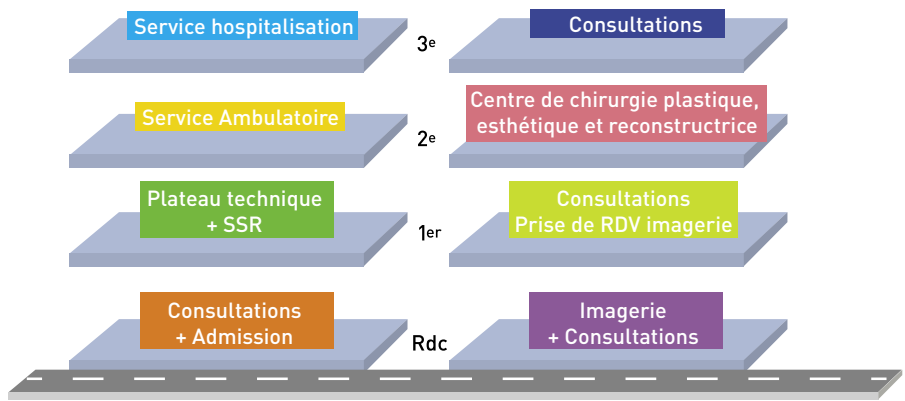 Service hospitalisation
3e
Consultations
Service Ambulatoire
2e
Centre de chirurgie plastique,
esthétique et reconstructrice
Plateau technique
+ SSR
1er
Consultations
Prise de RDV imagerie
Consultations
+ Admission
Rdc
Imagerie
+ Consultations